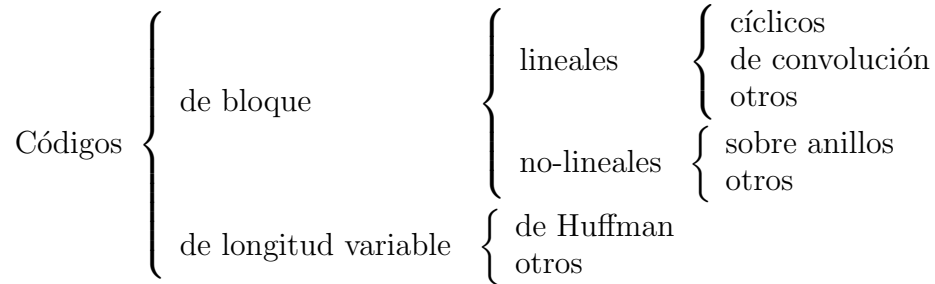 Códigos
de bloque
lineales
cíclicos
de convolución
otros
no-lineales
sobre anillos
otros
de longitud variable
de Huffman
otros